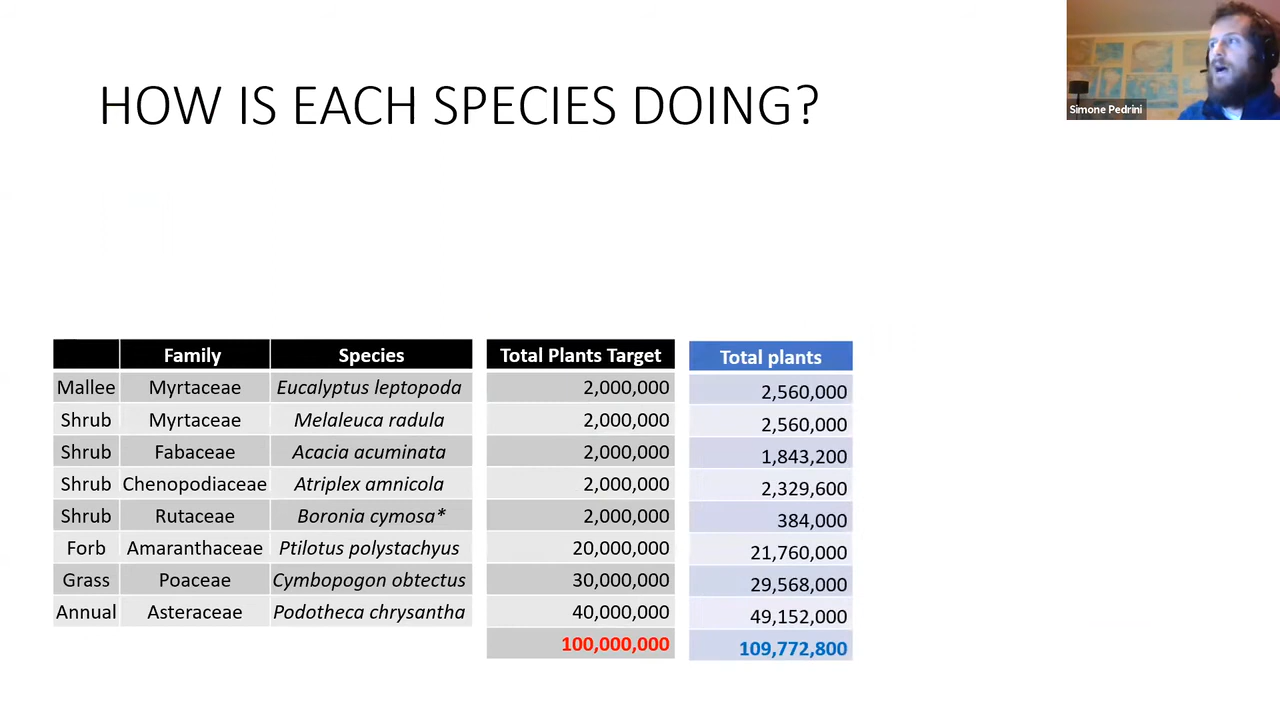 HOW IS EACH SPECIES DOING?
Simone Pedrini
Family Species Total Plants Target Total plants
Mallee Myrtaceae Eucalyptus leptopoda 2,000,000 2,560,000
Shrub Myrtaceae Melaleuca radula 2,000,000 2,560,000
Shrub Fabaceae Acacia acuminata 2,000,000 1,843,200
Shrub Chenopodiaceae Atriplex amnicola 2,000,000 2,329,600
Shrub Rutaceae Boronia cymosa* 2,000,000 384,000
Forb Amaranthaceae Ptilotus polystachyus 20,000,000 21,760,000
Grass Poaceae Cymbopogon obtectus 30,000,000 29,568,000
Annual Asteraceae Podotheca chrysantha 40,000,000 49,152,000
100,000,000 109,772,800